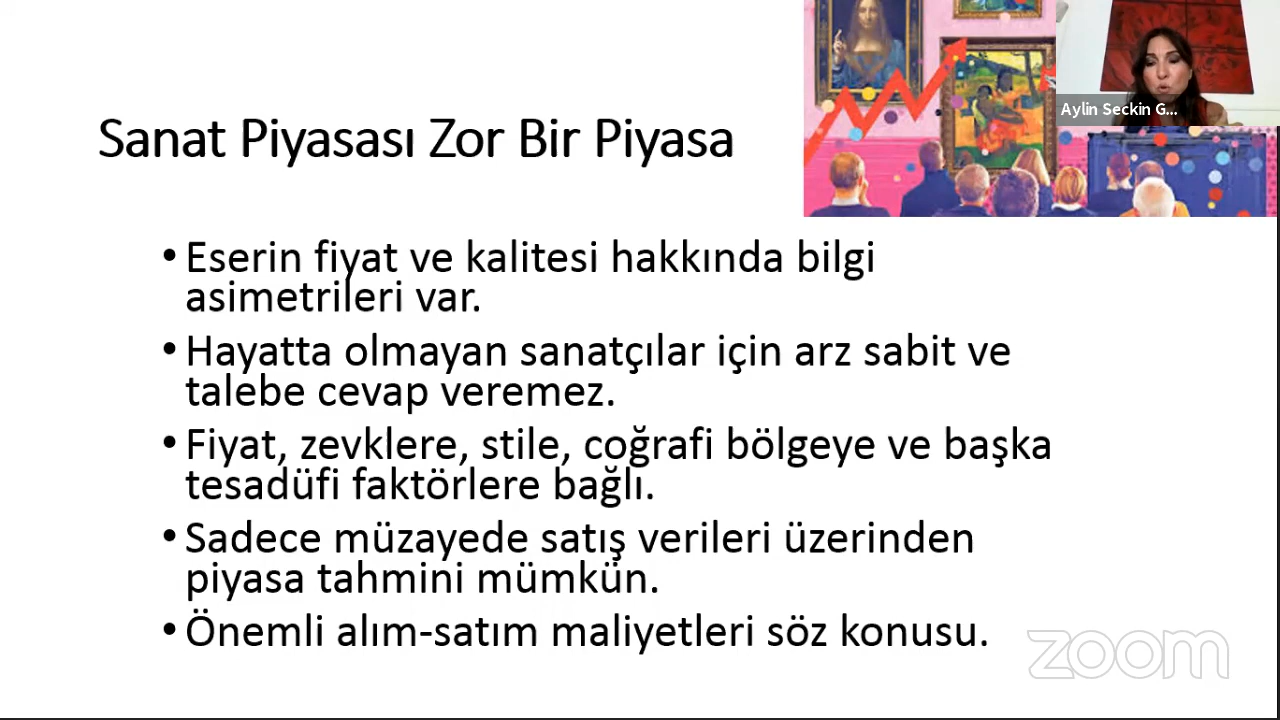 Sanat Piyasası Zor Bir Piyasa
Aylin Seckin G...
• Eserin fiyat ve kalitesi hakkında bilgi
asimetrileri var.
• Hayatta olmayan sanatçılar için arz sabit ve
talebe cevap veremez.
• Fiyat, zevklere, stile, coğrafi bölgeye ve başka
tesadüfi faktörlere bağlı.
• Sadece müzayede satış verileri üzerinden
piyasa tahmini mümkün.
• Önemli alım-satım maliyetleri söz konusu.
zoom